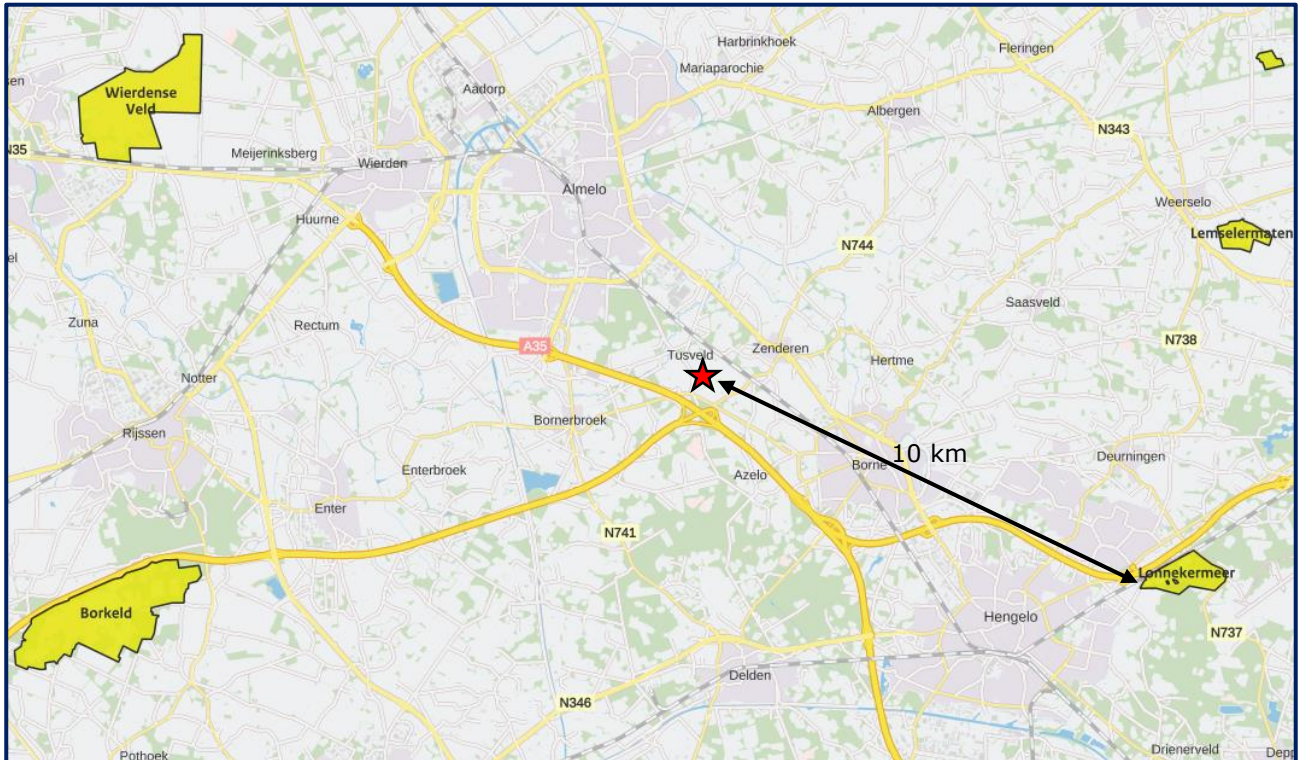 Harbrinkhoek
Fleringen
Mariaparochie
Aadorp
Wierdense
Veld
Albergen
N343
N35
Meijerinksberg
Wierden
Almelo
Weerselo
Huurne
Lemselermaten
N744
Saasveld
Zuna
Rectum
A35
Tusveld
Zenderen
Hertme
N738
Notter
Bornerbroek
Rijssen
10 km
Deurningen
Enterbroek
Borne
Azelo
Enter
N741
Lonnekermeer
Borkeld
Hengelo
N737
Delden
N346
Pothoek
Drienerveld